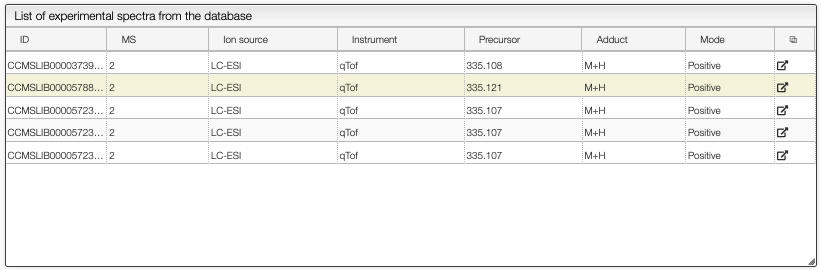 List of experimental spectra from the database
ID MS Ion source Instrument Precursor Adduct Mode
CCMSLIB00003739... 2 LC-ESI qTof 335.108 M+H Positive
CCMSLIB00005788... 2 LC-ESI qTof 335.121 M+H Positive
CCMSLIB00005723... 2 LC-ESI qTof 335.107 M+H Positive
CCMSLIB00005723... 2 LC-ESI qTof 335.107 M+H Positive
CCMSLIB00005723... 2 LC-ESI qTof 335.107 M+H Positive